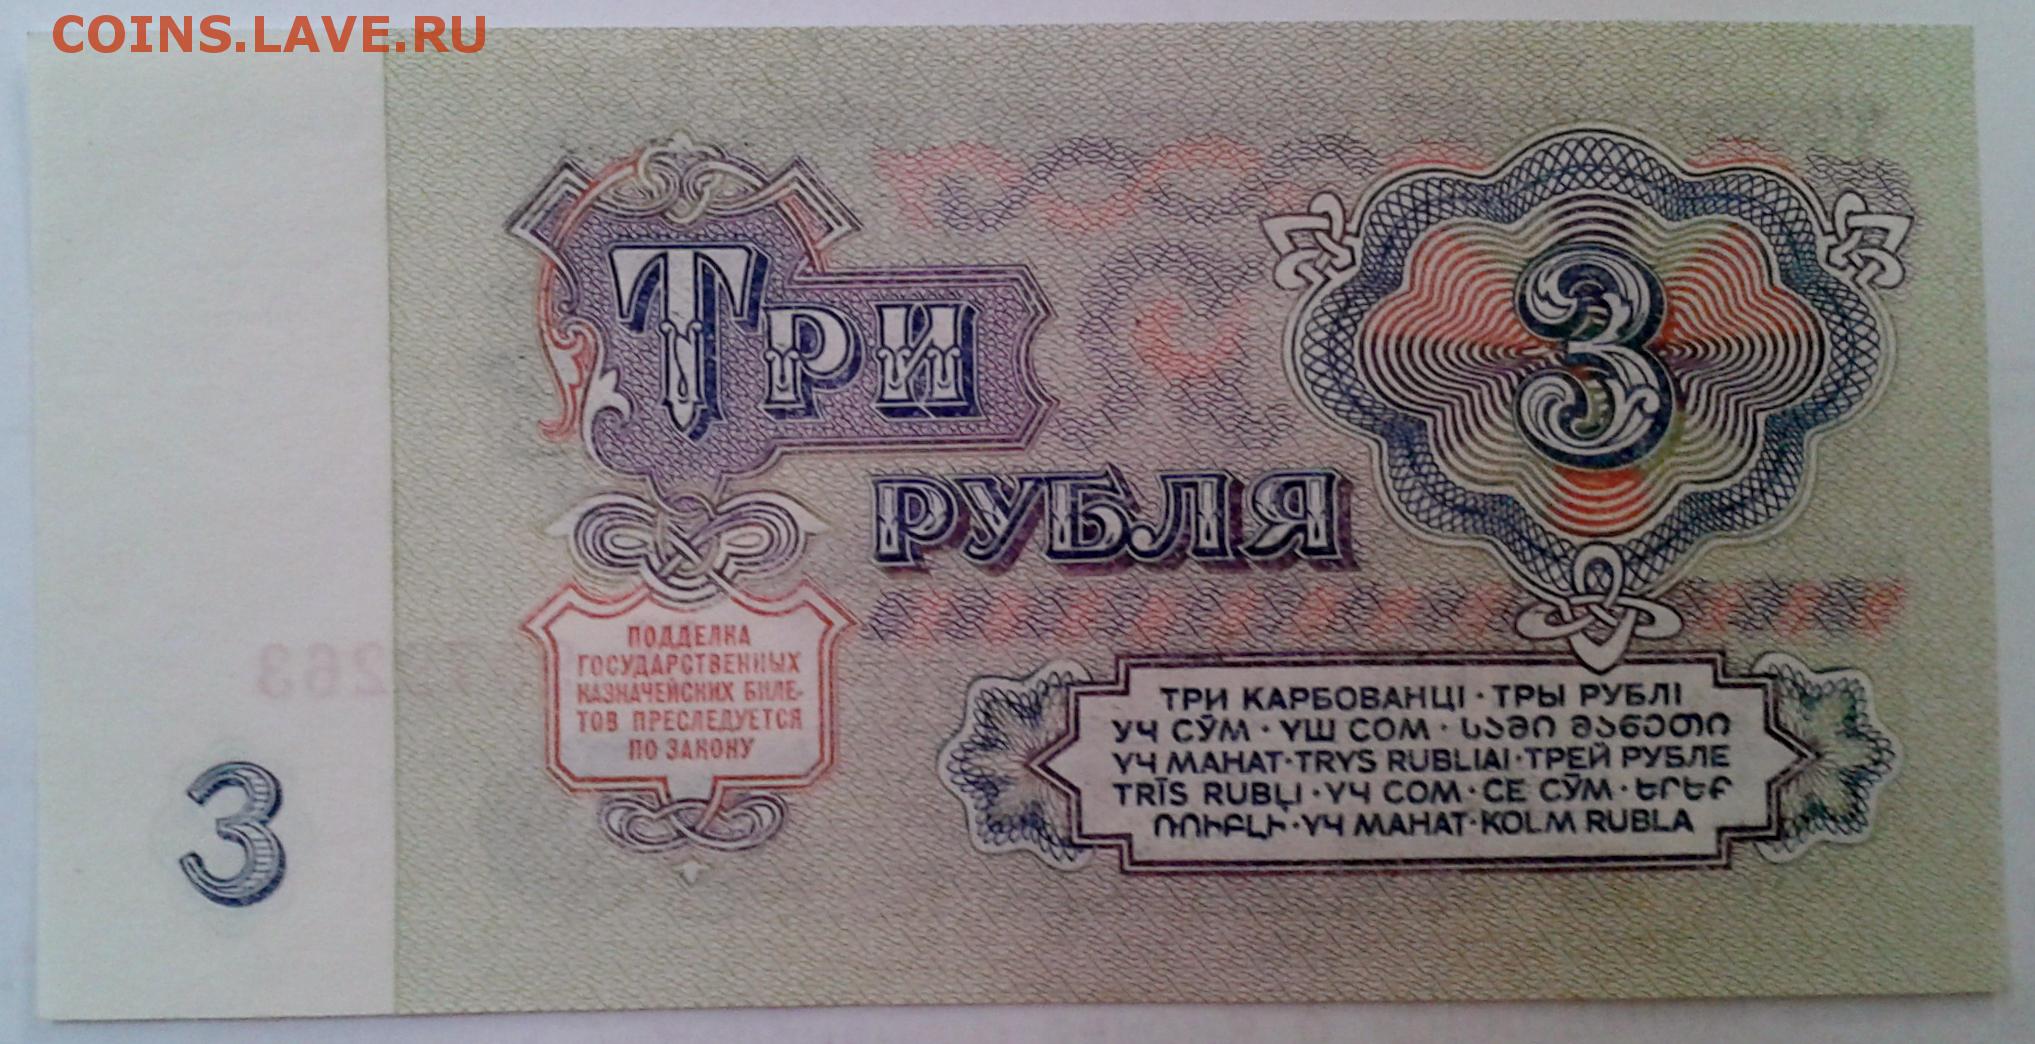 COINS.LAVE.RU
ТРИ
РУБЛЯ
3
ПОДДЕЛКА
ГОСУДАРСТВЕННЫХ
КАЗНАЧЕЙСКИХ БИЛЕ-
ТОВ ПРЕСЛЕДУЕТСЯ
ПО ЗАКОНУ
3
ТРИ КАРБОВАНЦІ · ТРЫ РУБЛІ
УЧ СЎМ · ҮШ СОМ · ᲡᲐᲛᲘ ᲛᲐᲜᲔᲗᲘ
ҮЧ МАНАТ · TRYS RUBLIAI · ТРЕЙ РУБЛЕ
TRĪS RUBĻI · ҮЧ СОМ · СЕ СӮМ · ԵՐԵՔ
ՌՈՒԲԼԻ · ҮЧ МАНАТ · KOLM RUBLA